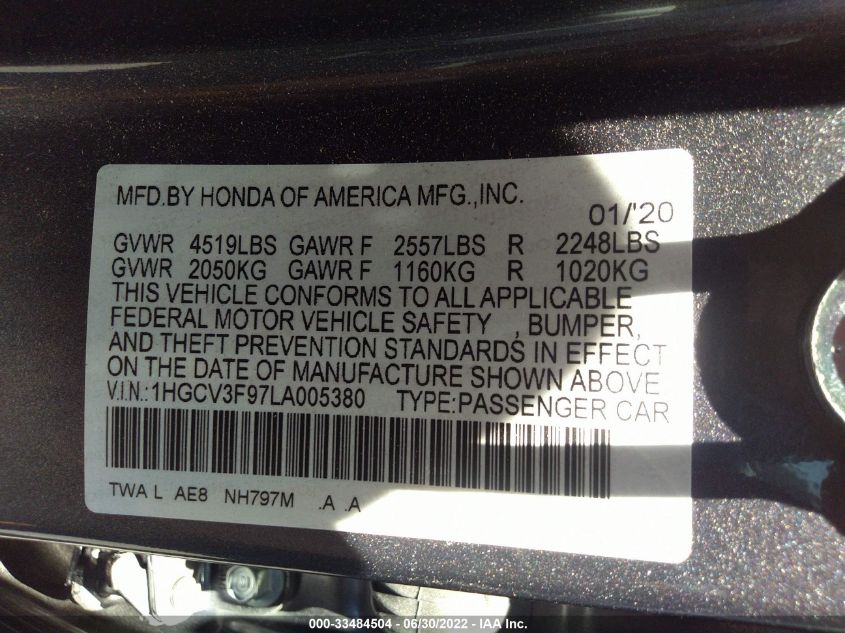 MFD.BY HONDA OF AMERICA MFG.,INC.
01/'20
GVWR 4519LBS GAWR F 2557LBS R 2248LBS
GVWR 2050KG GAWR F 1160KG R 1020KG
THIS VEHICLE CONFORMS TO ALL APPLICABLE
FEDERAL MOTOR VEHICLE SAFETY , BUMPER,
AND THEFT PREVENTION STANDARDS IN EFFECT
ON THE DATE OF MANUFACTURE SHOWN ABOVE
V.I.N.:1HGCV3F97LA005380 TYPE:PASSENGER CAR
TWA L AE8 NH797M .A .A
000-33484504 - 06/30/2022 - IAA Inc.